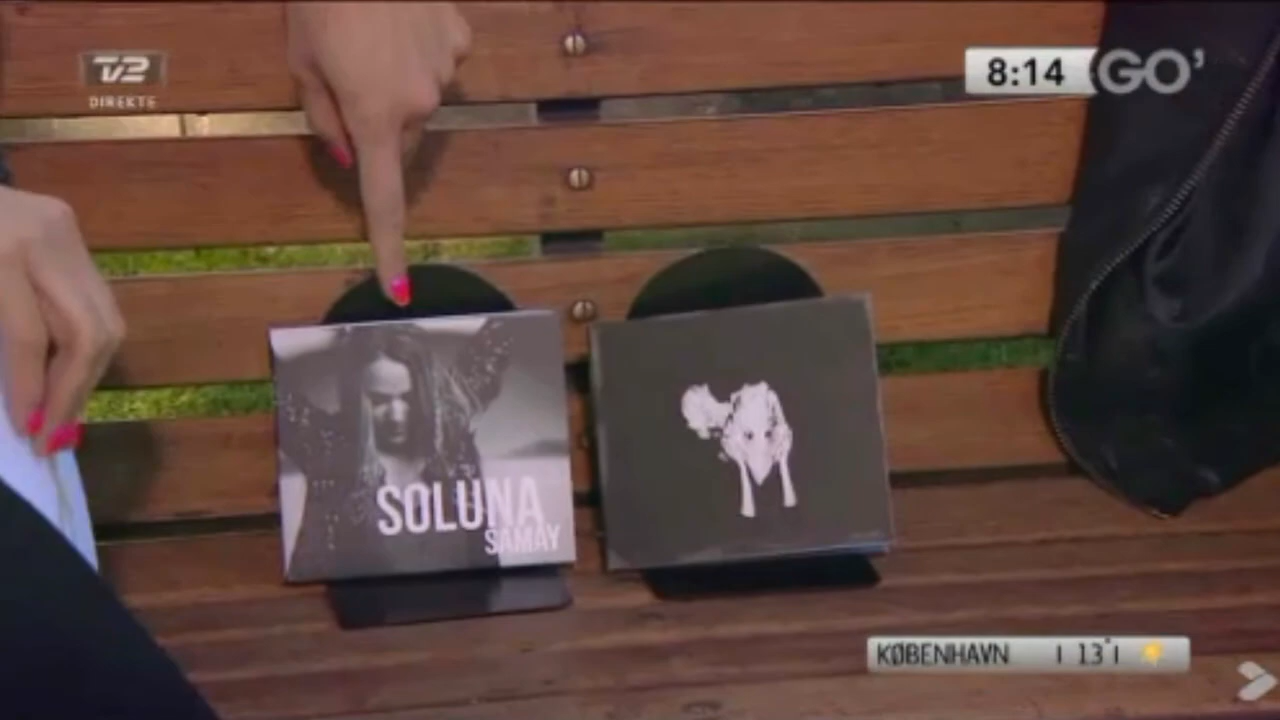 TV2
DIREKTE
8:14 GO'
SOLUNA
SAMAY
KØBENHAVN 13°